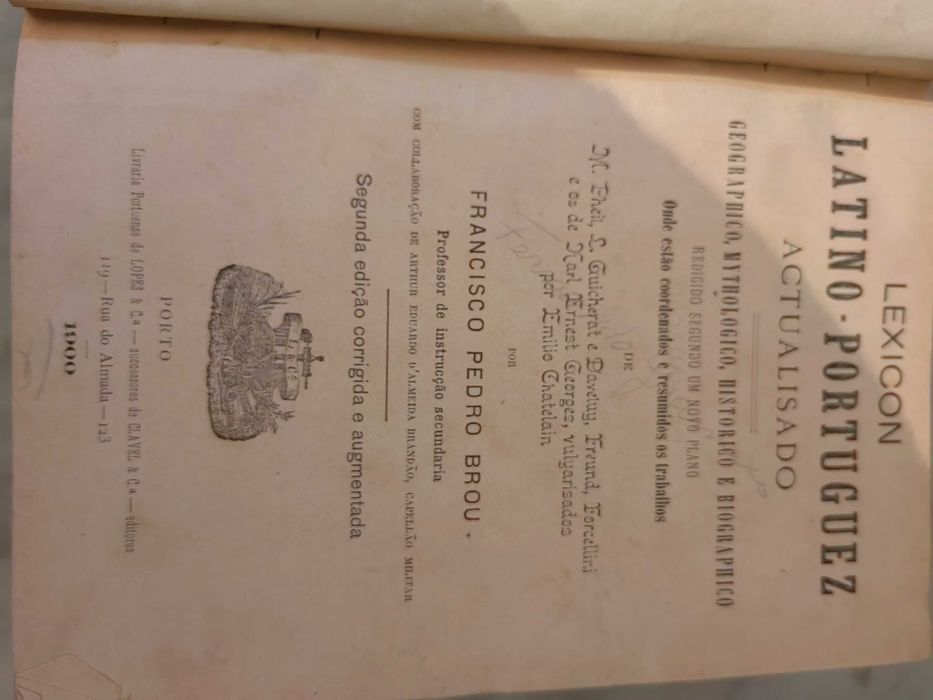 LEXICON
LATINO - PORTUGUEZ
ACTUALISADO
GEOGRAPHICO, MYTHOLOGICO, HISTORICO E BIOGRAPHICO
REDIGIDO SEGUNDO UM NOVO PLANO
Onde estão coordenados e resumidos os trabalhos
DE
M. Pheil, L. Guicherat e Daveluy, Freund, Forcellini
e os de Karl Ernest Georges, vulgarisados
por Emilio Chatelain
POR
FRANCISCO PEDRO BROU
Professor de instrucção secundaria
COM COLLABORAÇÃO DE ARTHUR EDUARDO D'ALMEIDA BRANDÃO, CAPELLÃO MILITAR
Segunda edição corrigida e augmentada
L. & Cª
PORTO
Livraria Portuense de LOPES & C.ª — successores de CLAVEL & C.ª — editores
119 — Rua do Almada — 123
1900